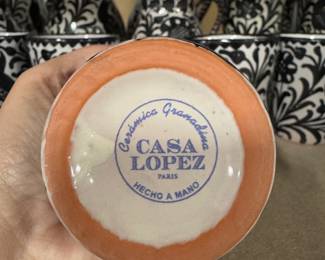 Cerámica Granadina
CASA
LOPEZ
PARIS
HECHO A MANO